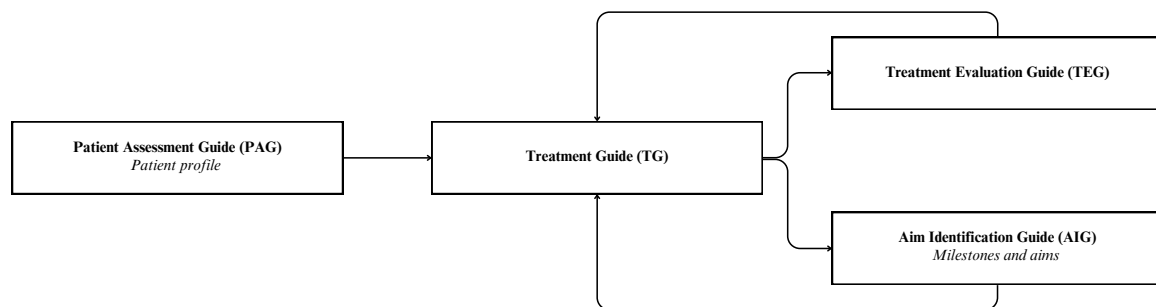 Patient Assessment Guide (PAG)
Patient profile
Treatment Guide (TG)
Treatment Evaluation Guide (TEG)
Aim Identification Guide (AIG)
Milestones and aims